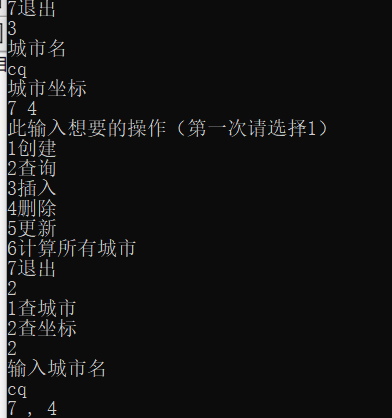 7退出
3
城市名
cq
城市坐标
7 4
此输入想要的操作（第一次请选择1）
1创建
2查询
3插入
4删除
5更新
6计算所有城市
7退出
2
1查城市
2查坐标
2
输入城市名
cq
7 , 4